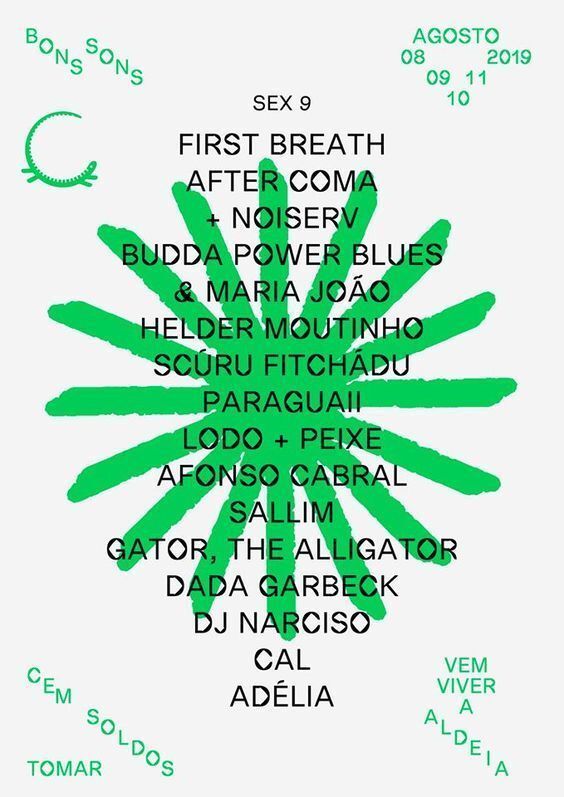 BONS SONS
AGOSTO
08 2019
09 11
10
SEX 9
FIRST BREATH
AFTER COMA
+ NOISERV
BUDDA POWER BLUES
& MARIA JOÃO
HELDER MOUTINHO
SCÚRU FITCHÁDU
PARAGUAII
LODO + PEIXE
AFONSO CABRAL
SALLIM
GATOR, THE ALLIGATOR
DADA GARBECK
DJ NARCISO
CAL
ADÉLIA
CEM SOLDOS
TOMAR
VEM
VIVER
A
ALDEIA